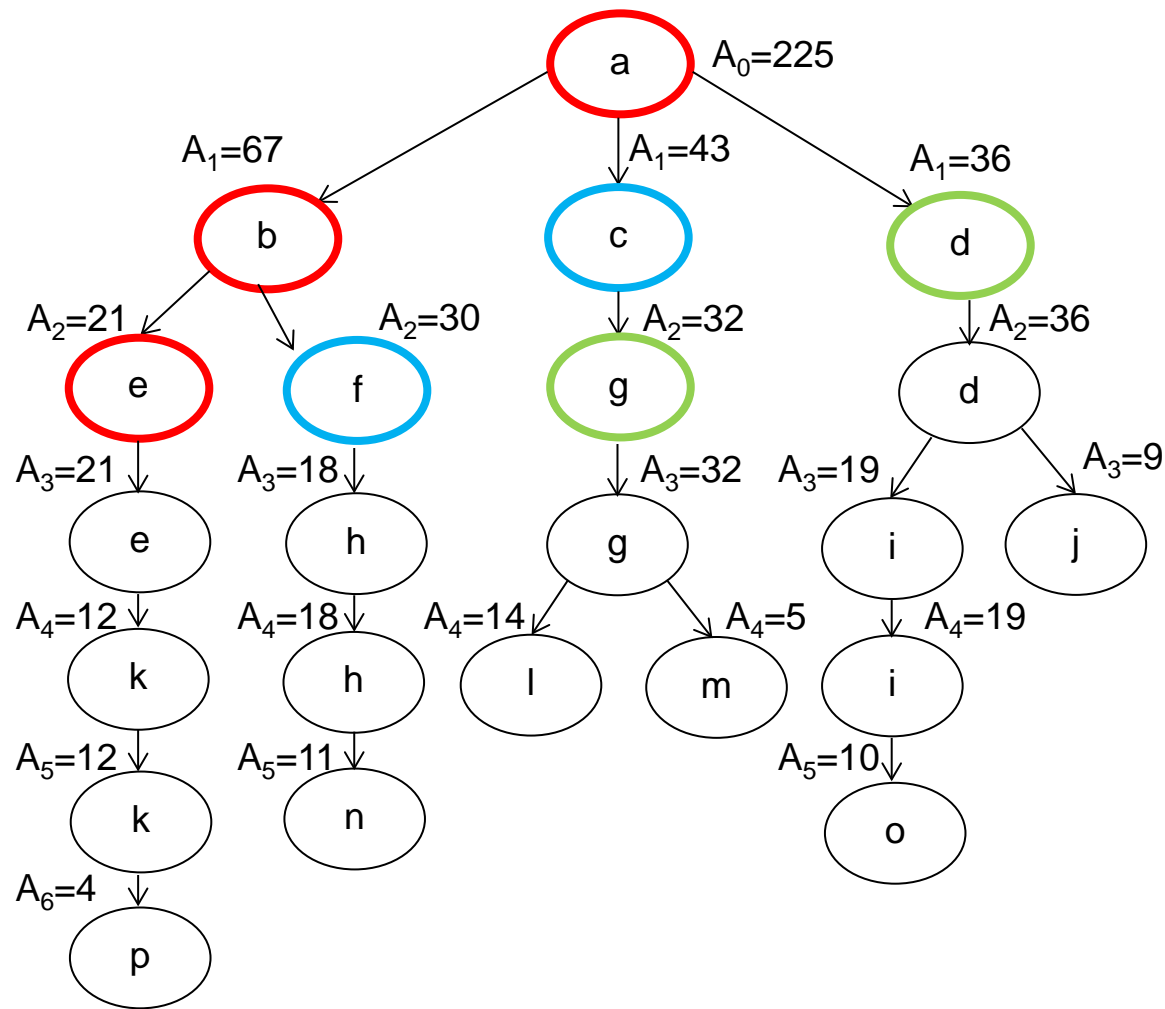 a A₀=225
A₁=67 A₁=43 A₁=36
b c d
A₂=21 A₂=30 A₂=32 A₂=36
e f g d
A₃=21 A₃=18 A₃=32 A₃=19 A₃=9
e h g i j
A₄=12 A₄=18 A₄=14 A₄=5 A₄=19
k h l m i
A₅=12 A₅=11 A₅=10
k n o
A₆=4
p